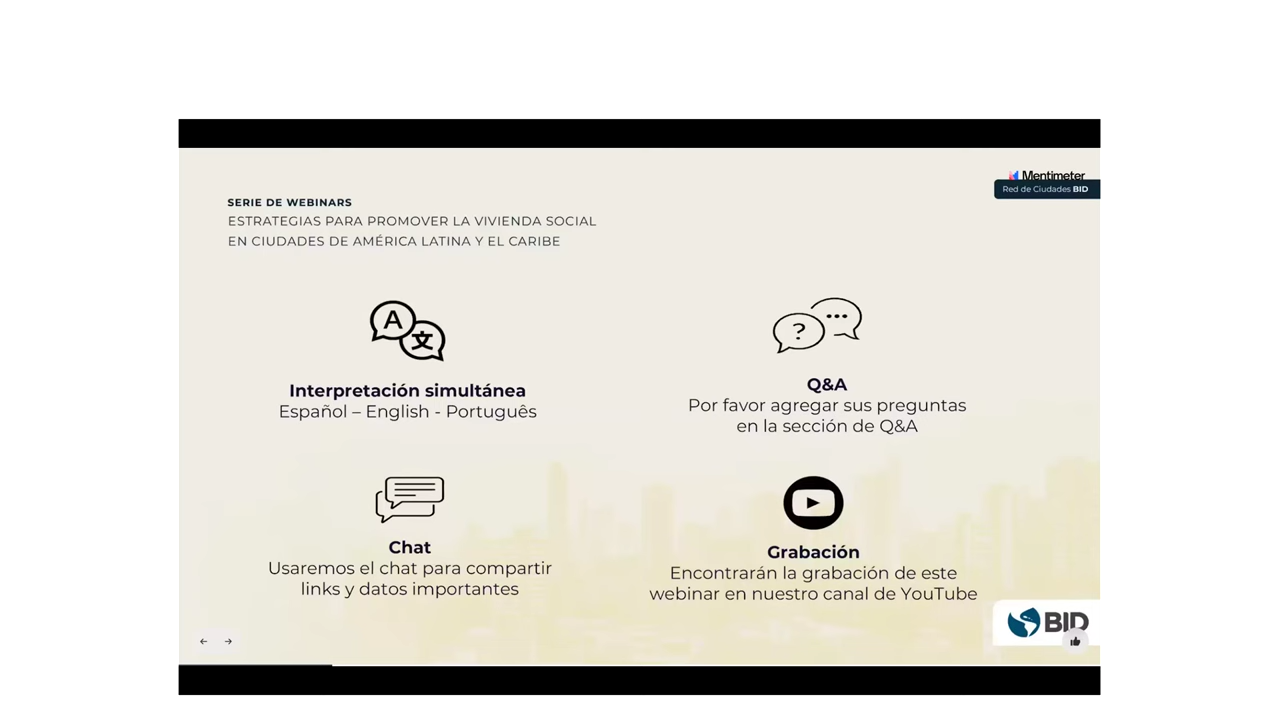 Mentimeter
Red de Ciudades BID
SERIE DE WEBINARS
ESTRATEGIAS PARA PROMOVER LA VIVIENDA SOCIAL
EN CIUDADES DE AMÉRICA LATINA Y EL CARIBE
A
文
Interpretación simultánea
Español – English - Português
?
Q&A
Por favor agregar sus preguntas
en la sección de Q&A
Chat
Usaremos el chat para compartir
links y datos importantes
Grabación
Encontrarán la grabación de este
webinar en nuestro canal de YouTube
BID